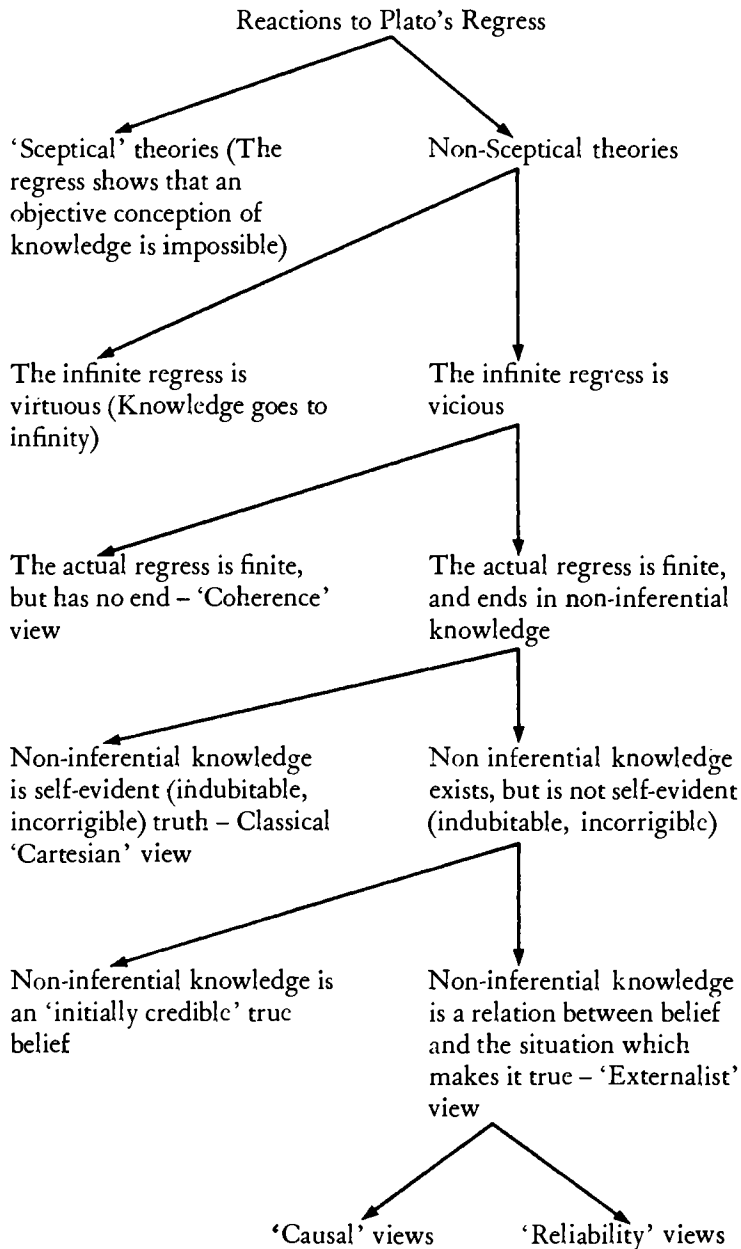 Reactions to Plato's Regress
'Sceptical' theories (The
regress shows that an
objective conception of
knowledge is impossible)
Non-Sceptical theories
The infinite regress is
virtuous (Knowledge goes to
infinity)
The infinite regress is
vicious
The actual regress is finite,
but has no end – 'Coherence'
view
The actual regress is finite,
and ends in non-inferential
knowledge
Non-inferential knowledge
is self-evident (indubitable,
incorrigible) truth – Classical
'Cartesian' view
Non inferential knowledge
exists, but is not self-evident
(indubitable, incorrigible)
Non-inferential knowledge is
an 'initially credible' true
belief
Non-inferential knowledge
is a relation between belief
and the situation which
makes it true – 'Externalist'
view
'Causal' views
'Reliability' views